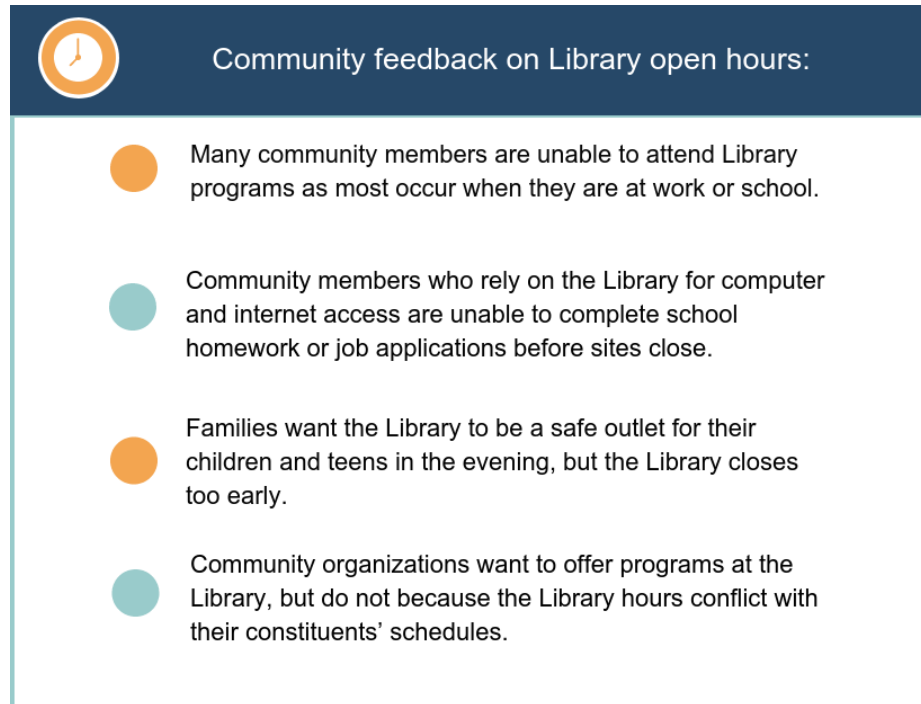 Community feedback on Library open hours:
Many community members are unable to attend Library
programs as most occur when they are at work or school.
Community members who rely on the Library for computer
and internet access are unable to complete school
homework or job applications before sites close.
Families want the Library to be a safe outlet for their
children and teens in the evening, but the Library closes
too early.
Community organizations want to offer programs at the
Library, but do not because the Library hours conflict with
their constituents’ schedules.